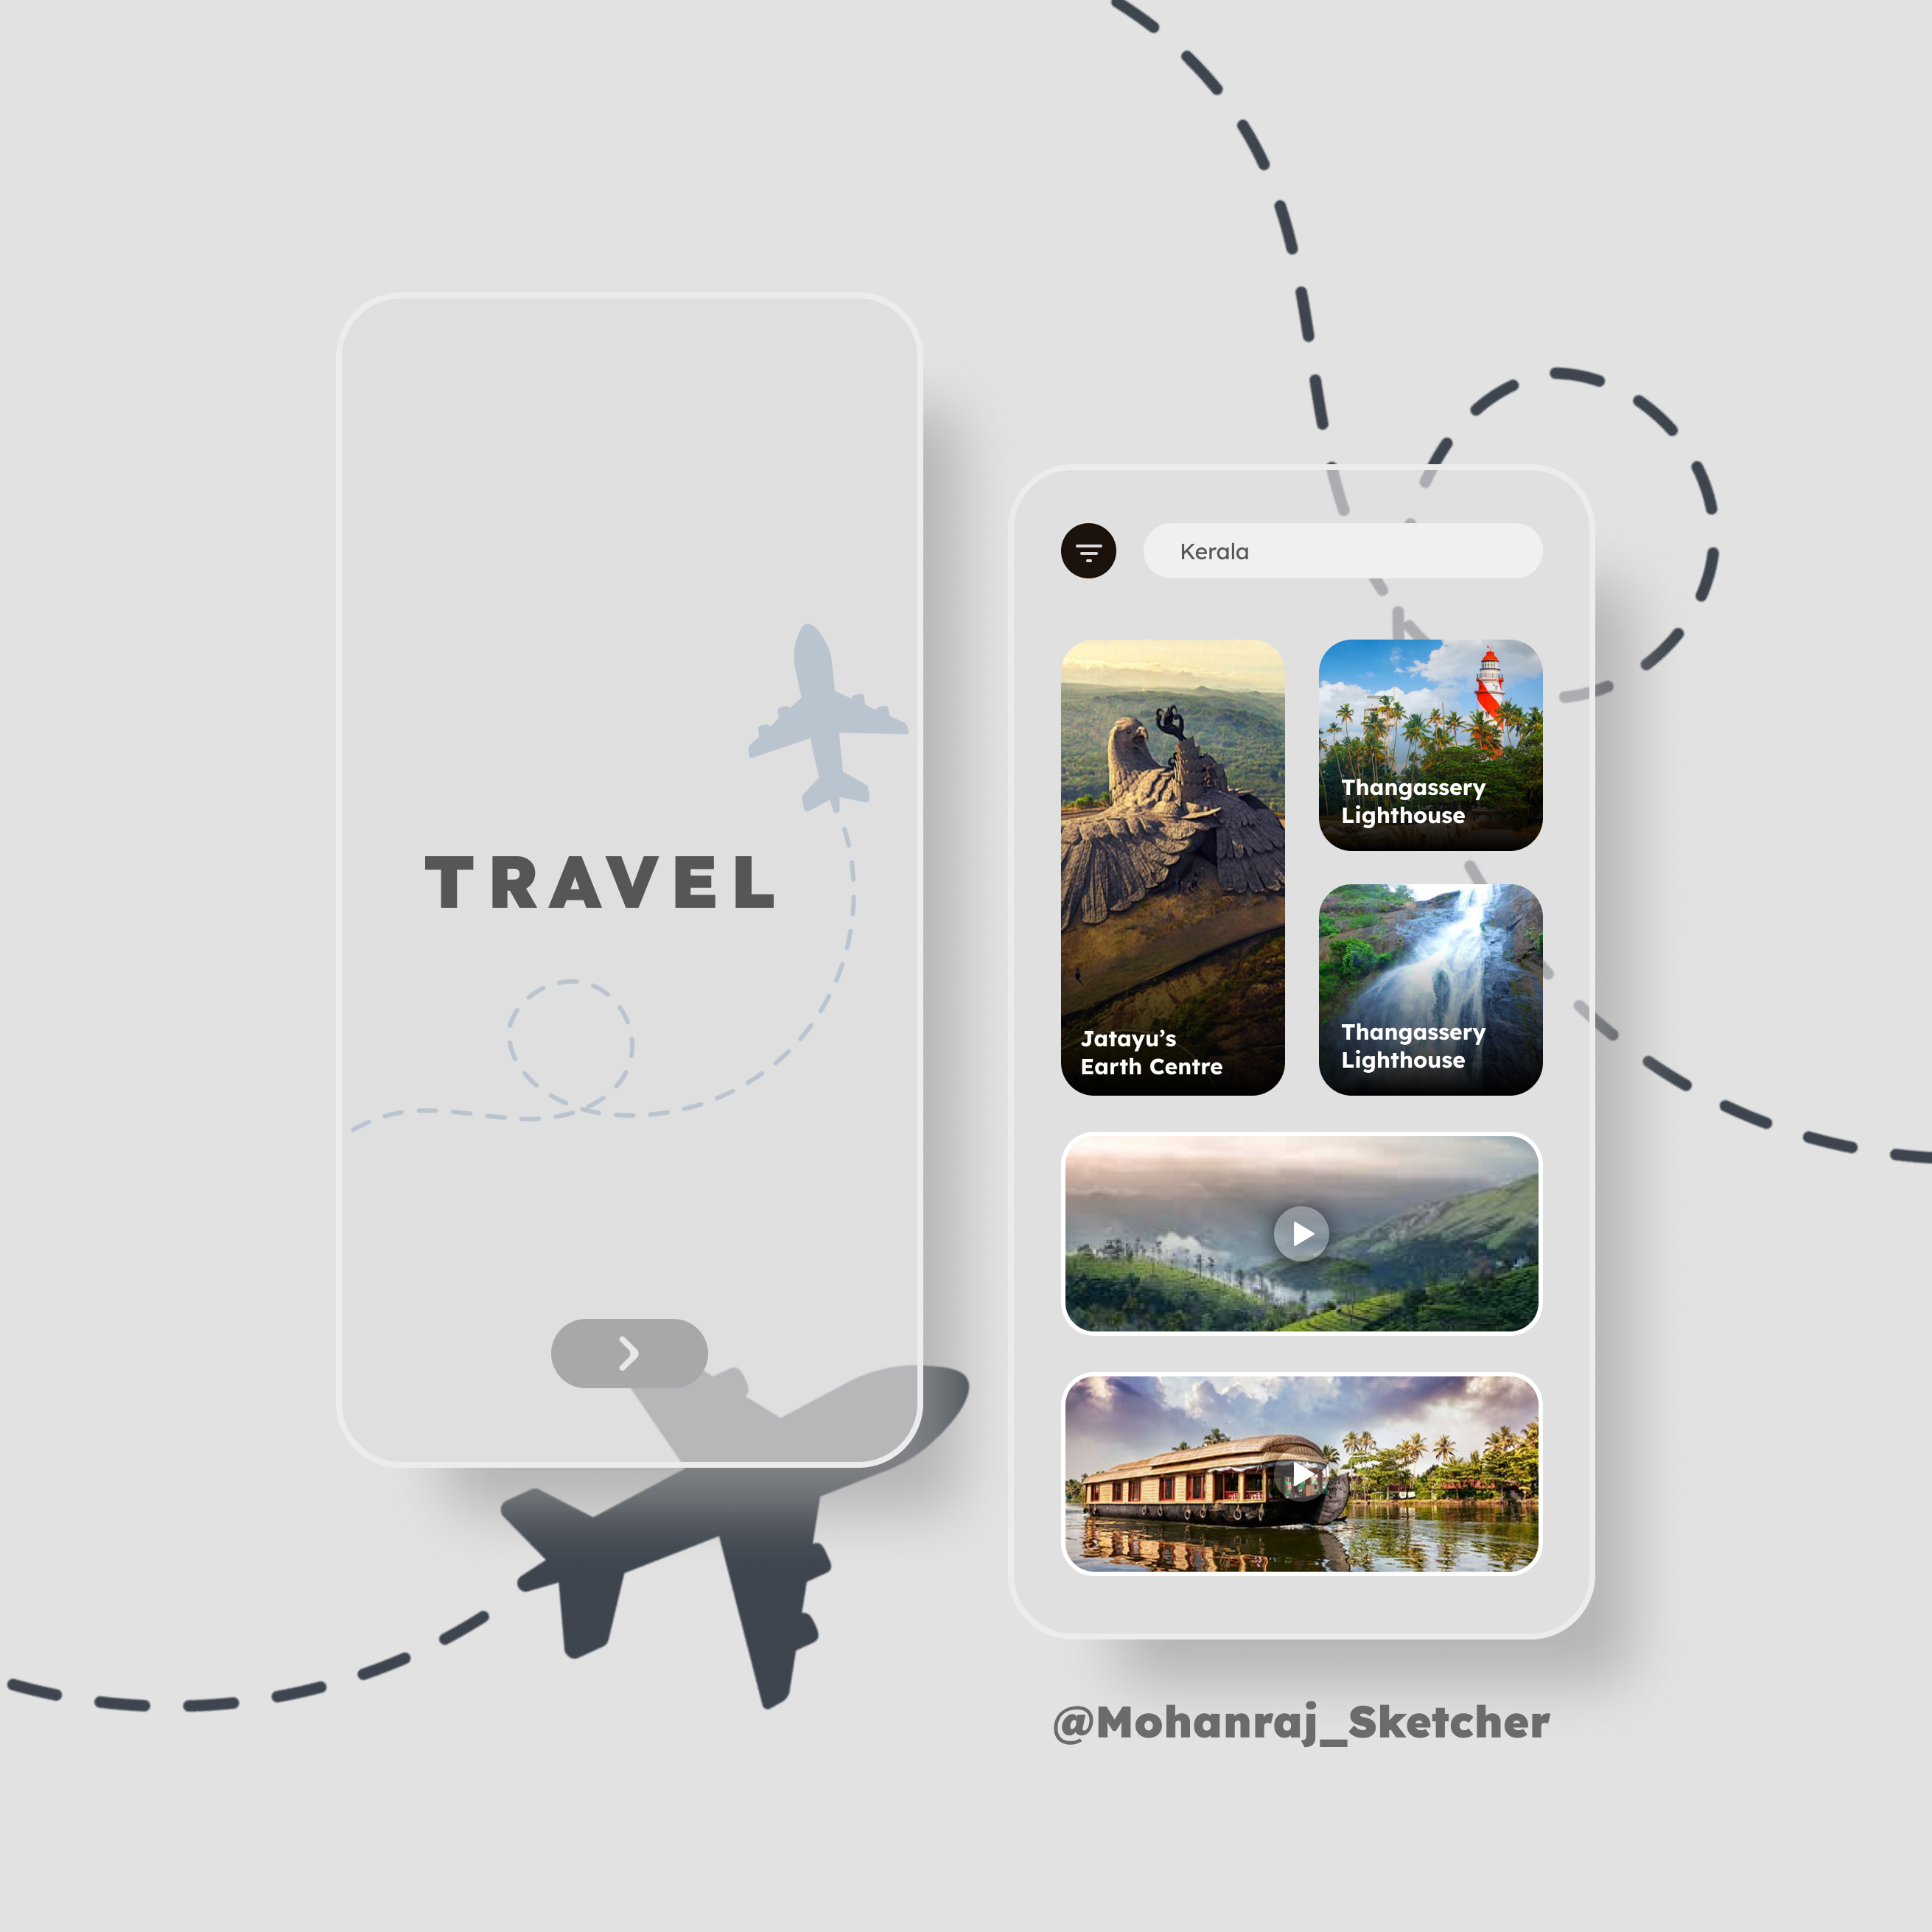 TRAVEL
Kerala
Thangassery
Lighthouse
Jatayu’s
Earth Centre
Thangassery
Lighthouse
@Mohanraj_Sketcher